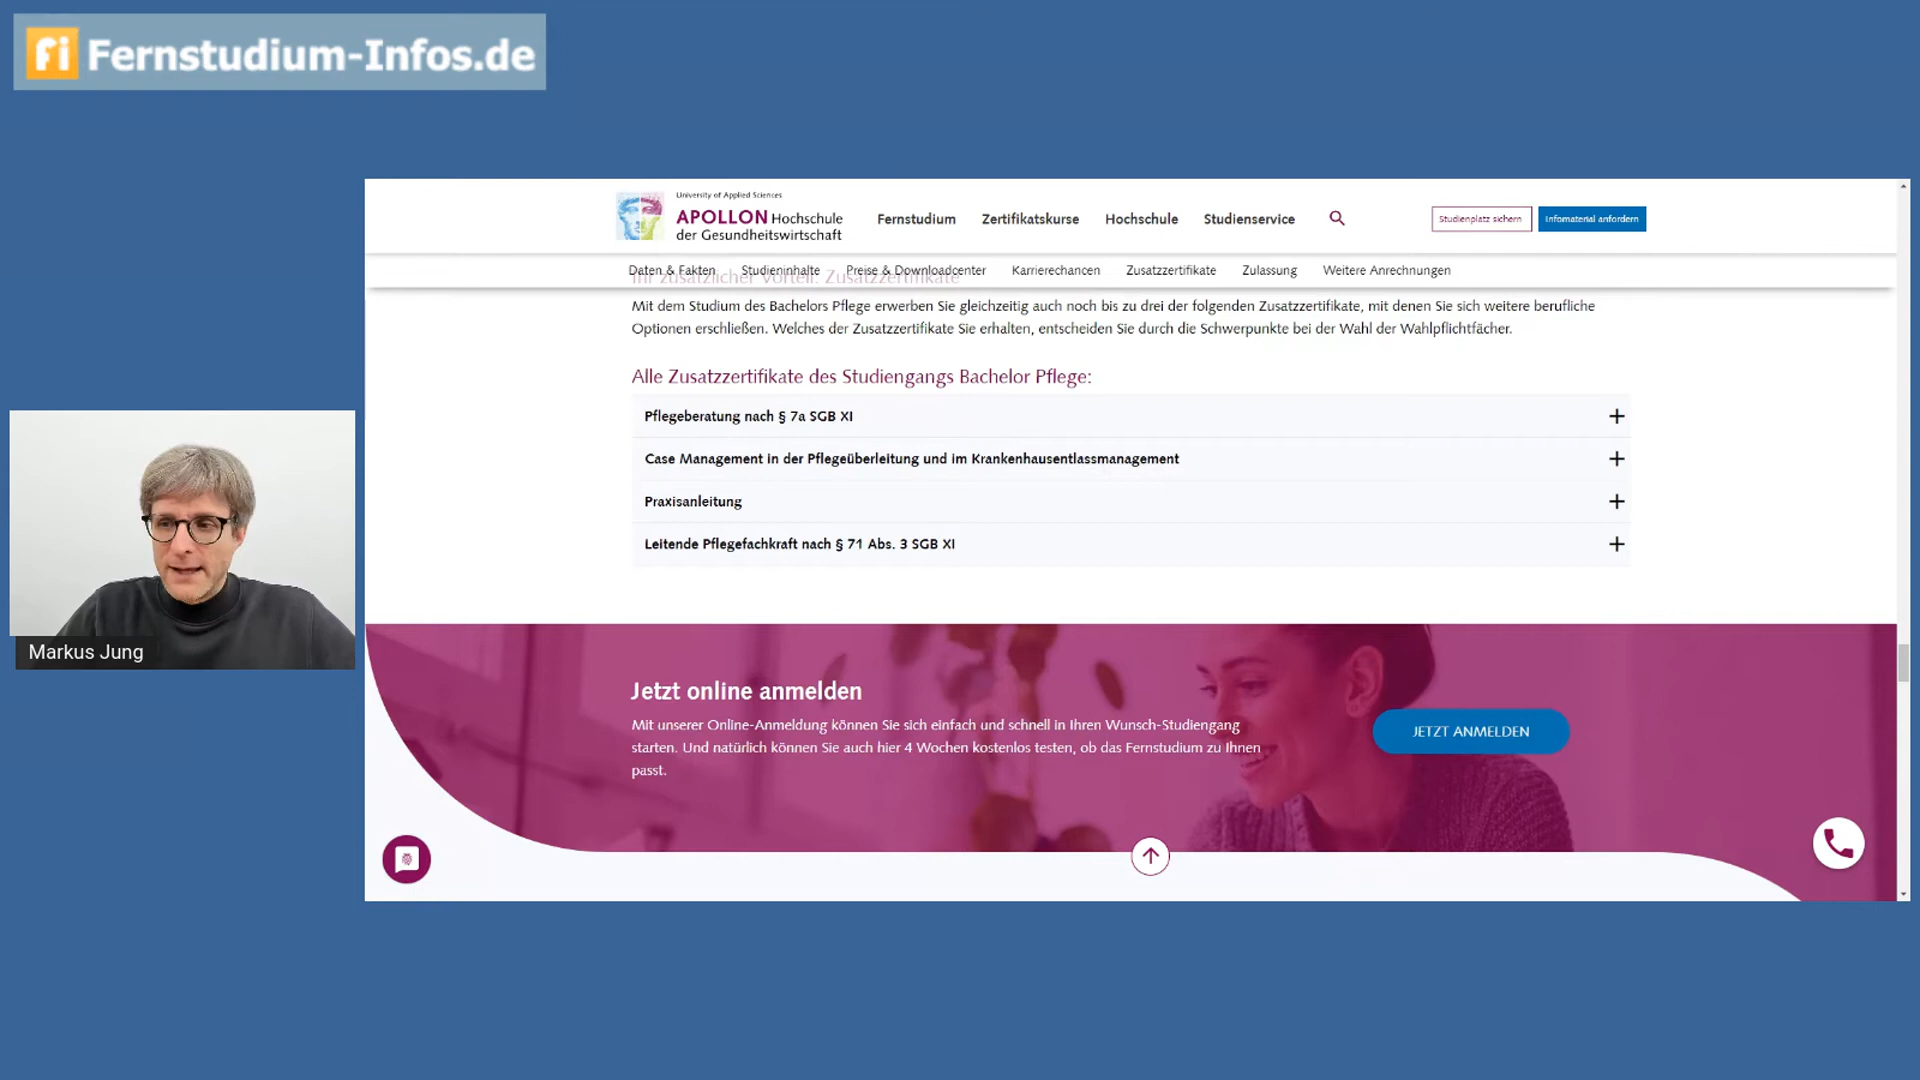 fi Fernstudium-Infos.de
University of Applied Sciences
APOLLON Hochschule
der Gesundheitswirtschaft
Fernstudium Zertifikatskurse Hochschule Studienservice
Studienplatz sichern Infomaterial anfordern
Daten & Fakten Studieninhalte Preise & Downloadcenter Karrierechancen Zusatzzertifikate Zulassung Weitere Anrechnungen
Ihr zusätzlicher Vorteil: Zusatzzertifikate
Mit dem Studium des Bachelors Pflege erwerben Sie gleichzeitig auch noch bis zu drei der folgenden Zusatzzertifikate, mit denen Sie sich weitere berufliche
Optionen erschließen. Welches der Zusatzzertifikate Sie erhalten, entscheiden Sie durch die Schwerpunkte bei der Wahl der Wahlpflichtfächer.
Alle Zusatzzertifikate des Studiengangs Bachelor Pflege:
Pflegeberatung nach § 7a SGB XI
Case Management in der Pflegeüberleitung und im Krankenhausentlassmanagement
Praxisanleitung
Leitende Pflegefachkraft nach § 71 Abs. 3 SGB XI
Markus Jung
Jetzt online anmelden
Mit unserer Online-Anmeldung können Sie sich einfach und schnell in Ihren Wunsch-Studiengang
starten. Und natürlich können Sie auch hier 4 Wochen kostenlos testen, ob das Fernstudium zu Ihnen
passt.
JETZT ANMELDEN